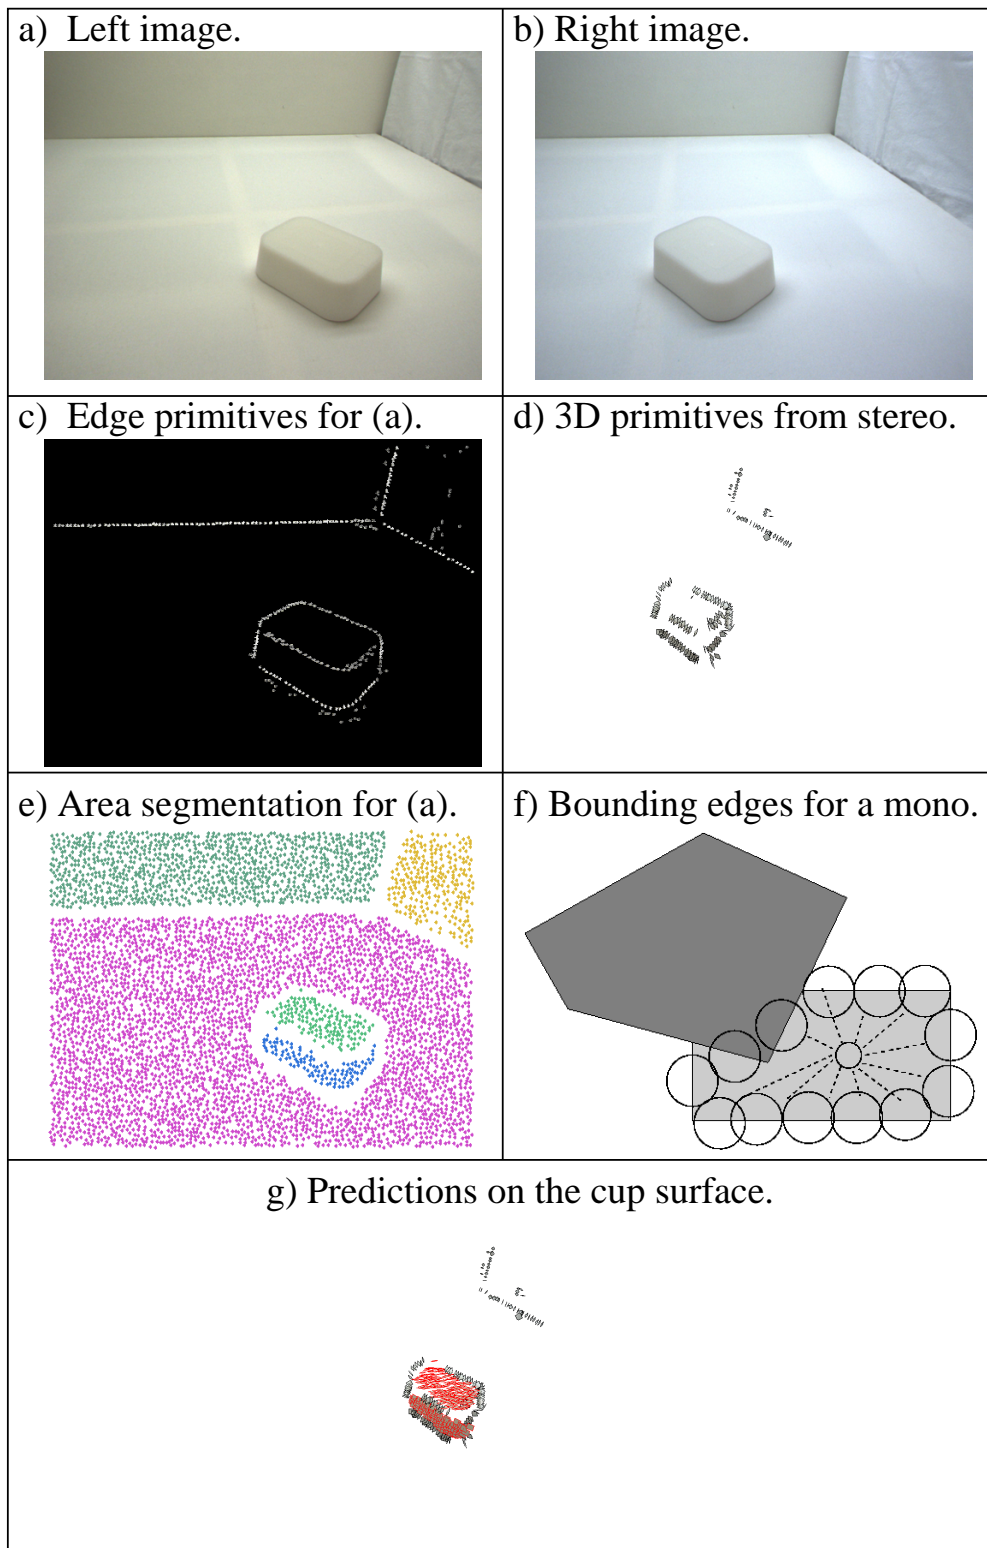 a) Left image.
b) Right image.
c) Edge primitives for (a).
d) 3D primitives from stereo.
e) Area segmentation for (a).
f) Bounding edges for a mono.
g) Predictions on the cup surface.